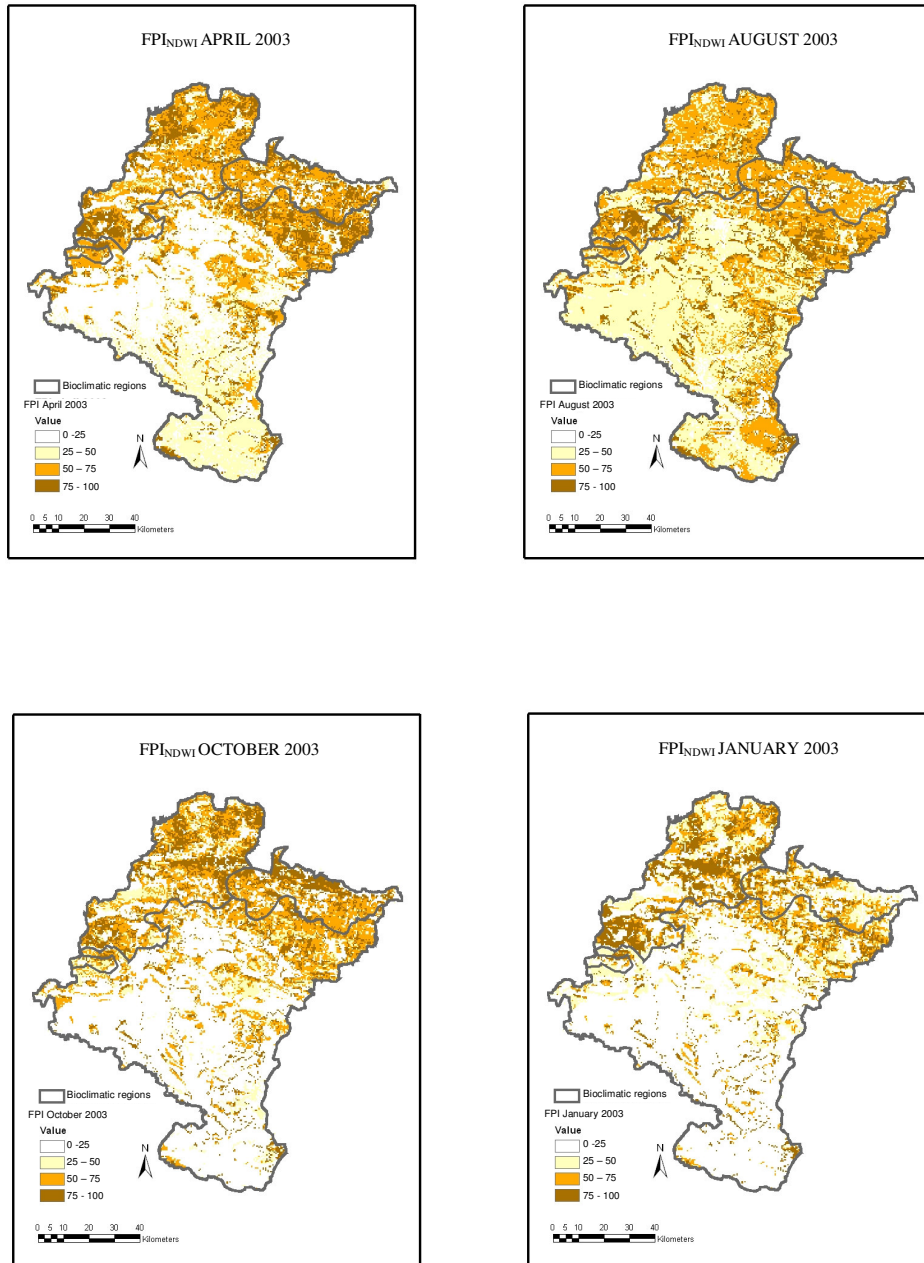 FPINDWI APRIL 2003
Bioclimatic regions
FPI April 2003
Value
0 -25
25 – 50
50 – 75
75 - 100
N
0 5 10 20 30 40
Kilometers
FPINDWI AUGUST 2003
Bioclimatic regions
FPI August 2003
Value
0 -25
25 – 50
50 – 75
75 - 100
N
0 5 10 20 30 40
Kilometers
FPINDWI OCTOBER 2003
Bioclimatic regions
FPI October 2003
Value
0 -25
25 – 50
50 – 75
75 - 100
N
0 5 10 20 30 40
Kilometers
FPINDWI JANUARY 2003
Bioclimatic regions
FPI January 2003
Value
0 -25
25 – 50
50 – 75
75 - 100
N
0 5 10 20 30 40
Kilometers